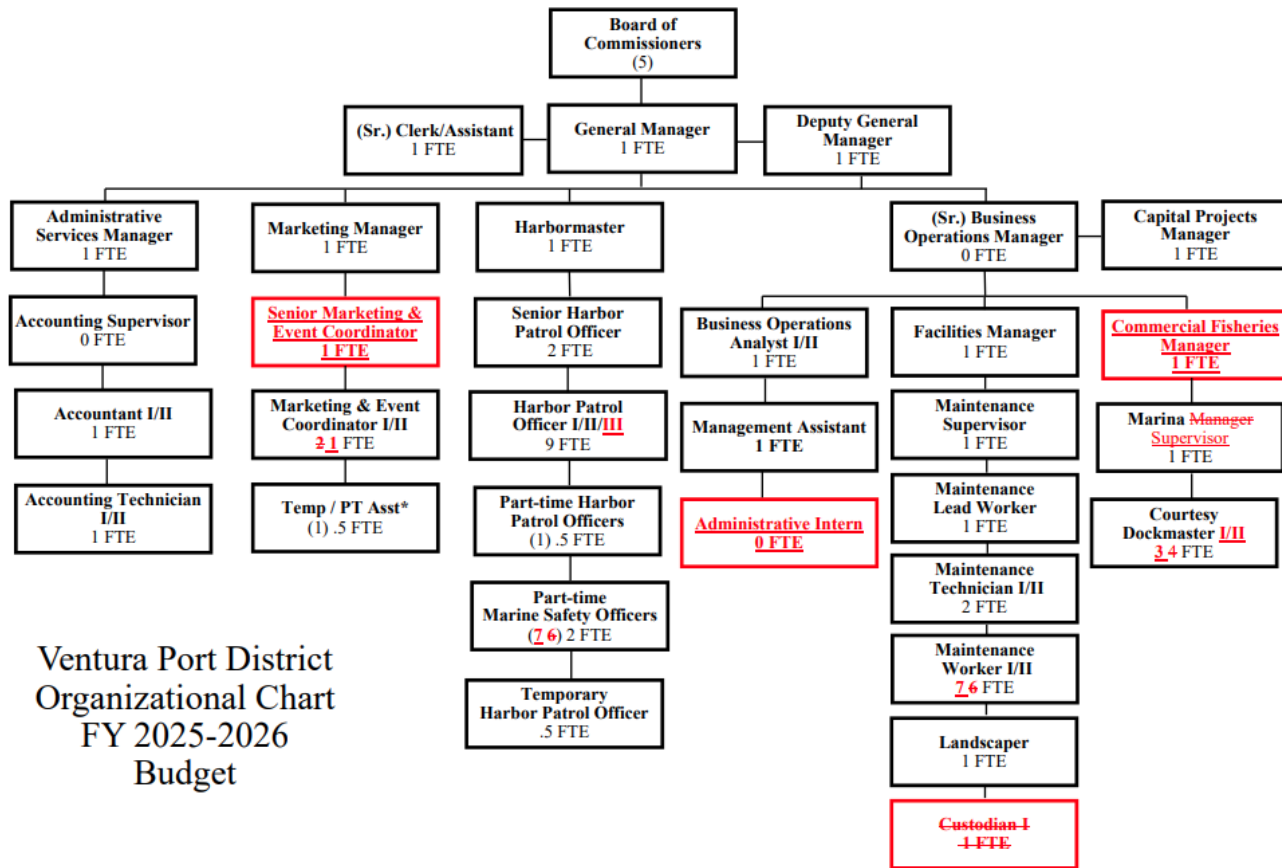 Board of
Commissioners
(5)
(Sr.) Clerk/Assistant
1 FTE
General Manager
1 FTE
Deputy General
Manager
1 FTE
Administrative
Services Manager
1 FTE
Marketing Manager
1 FTE
Harbormaster
1 FTE
(Sr.) Business
Operations Manager
0 FTE
Capital Projects
Manager
1 FTE
Accounting Supervisor
0 FTE
Senior Marketing &
Event Coordinator
1 FTE
Senior Harbor
Patrol Officer
2 FTE
Business Operations
Analyst I/II
1 FTE
Facilities Manager
1 FTE
Commercial Fisheries
Manager
1 FTE
Accountant I/II
1 FTE
Marketing & Event
Coordinator I/II
2 1 FTE
Harbor Patrol
Officer I/II/III
9 FTE
Management Assistant
1 FTE
Maintenance
Supervisor
1 FTE
Marina Manager
Supervisor
1 FTE
Accounting Technician
I/II
1 FTE
Temp / PT Asst*
(1) .5 FTE
Part-time Harbor
Patrol Officers
(1) .5 FTE
Administrative Intern
0 FTE
Maintenance
Lead Worker
1 FTE
Courtesy
Dockmaster I/II
3 4 FTE
Part-time
Marine Safety Officers
(7 6) 2 FTE
Maintenance
Technician I/II
2 FTE
Temporary
Harbor Patrol Officer
.5 FTE
Maintenance
Worker I/II
7 6 FTE
Landscaper
1 FTE
Custodian I
1 FTE
Ventura Port District
Organizational Chart
FY 2025-2026
Budget